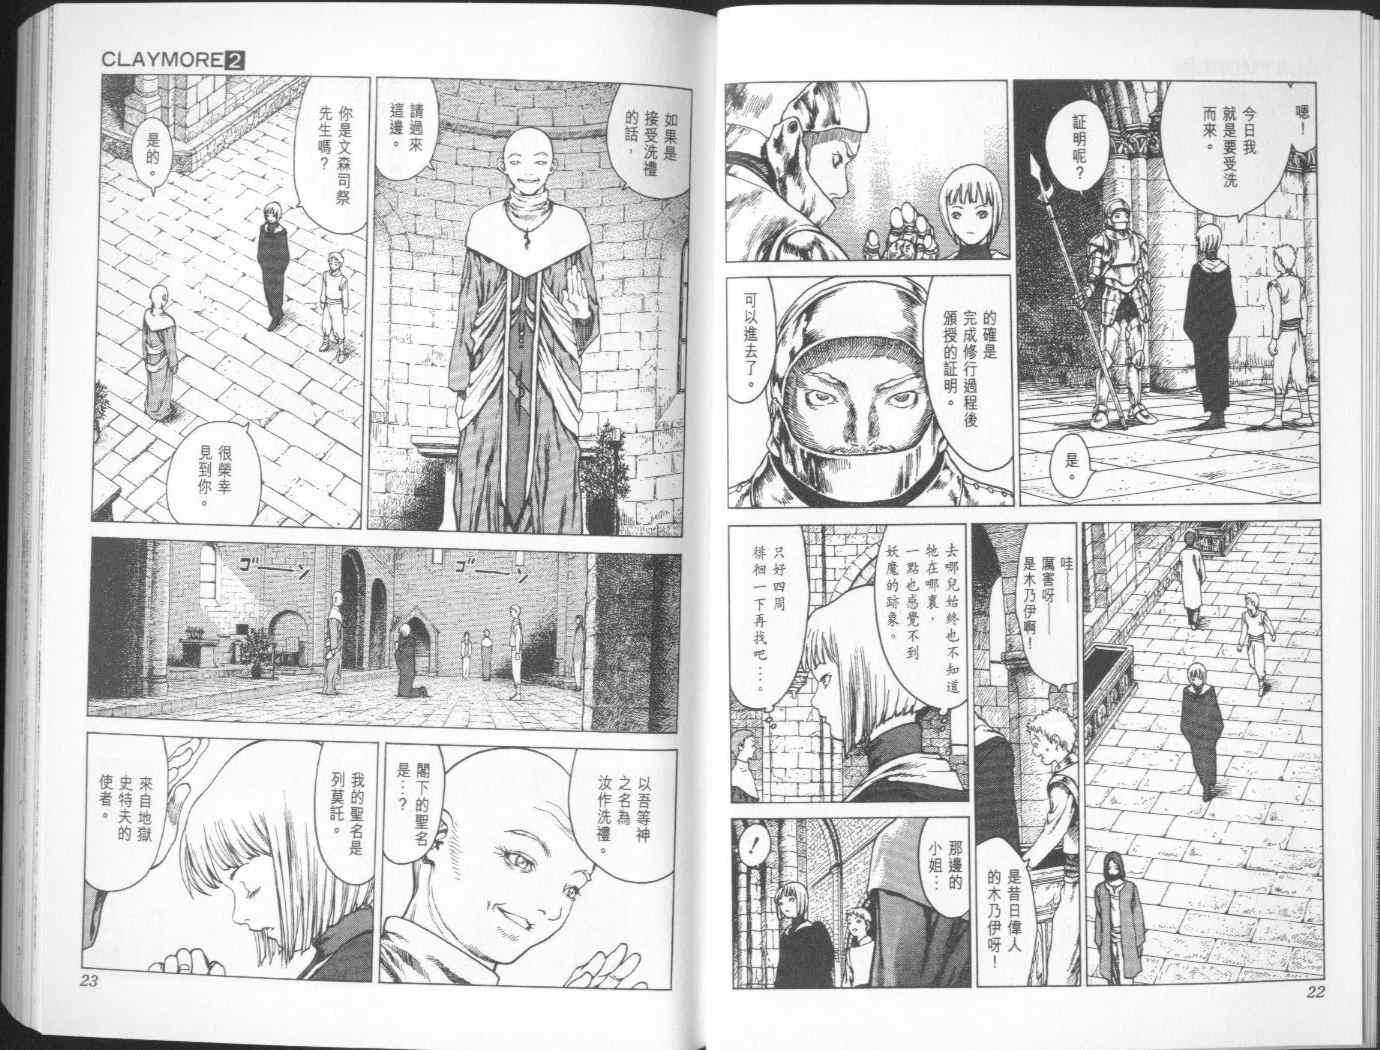 嗯！
今日我
就是要受洗
而來。
証明呢？
是。
的確是
完成修行過程後
頒授的証明。
可以進去了。
哇——
厲害呀——
是木乃伊啊！
是昔日偉人
的木乃伊呀！
去哪兒始終也不知道
牠在哪裏，
一點也感覺不到
妖魔的跡象。
只好四周
徘徊一下再找吧…。
那邊的
小姐…
！
22
CLAYMORE 2
如果是
接受洗禮
的話，
請過來
這邊。
你是文森司祭
先生嗎？
是的。
很榮幸
見到你。
ゴーン
ゴーン
以吾等神
之名為
汝作洗禮。
閣下的聖名
是…？
我的聖名是
列莫託。
來自地獄
史特夫的
使者。
23